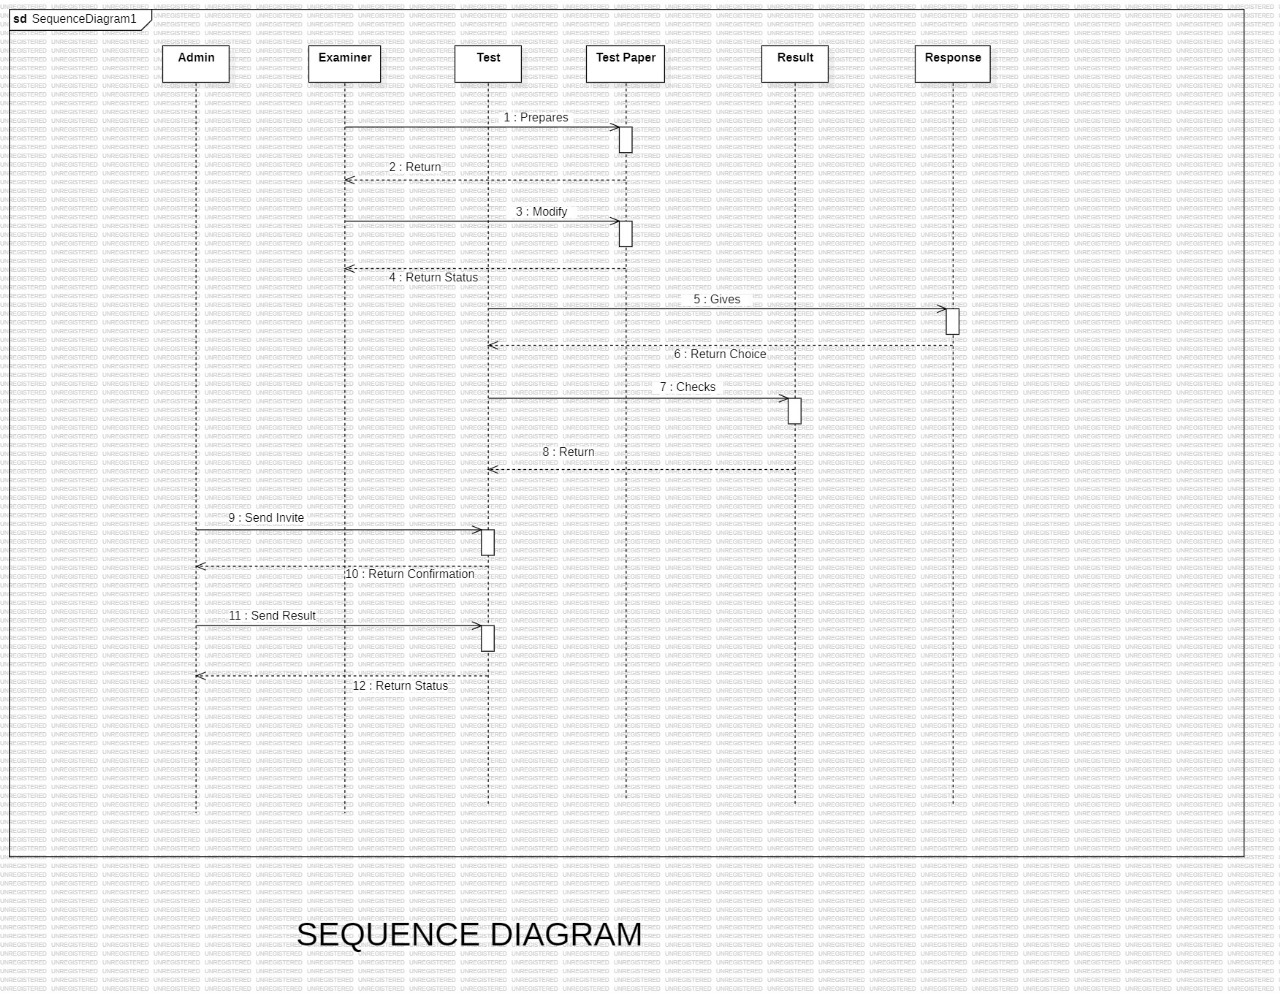 sd SequenceDiagram1
Admin
Examiner
Test
Test Paper
Result
Response
1 : Prepares
2 : Return
3 : Modify
4 : Return Status
5 : Gives
6 : Return Choice
7 : Checks
8 : Return
9 : Send Invite
10 : Return Confirmation
11 : Send Result
12 : Return Status
SEQUENCE DIAGRAM
UNREGISTERED